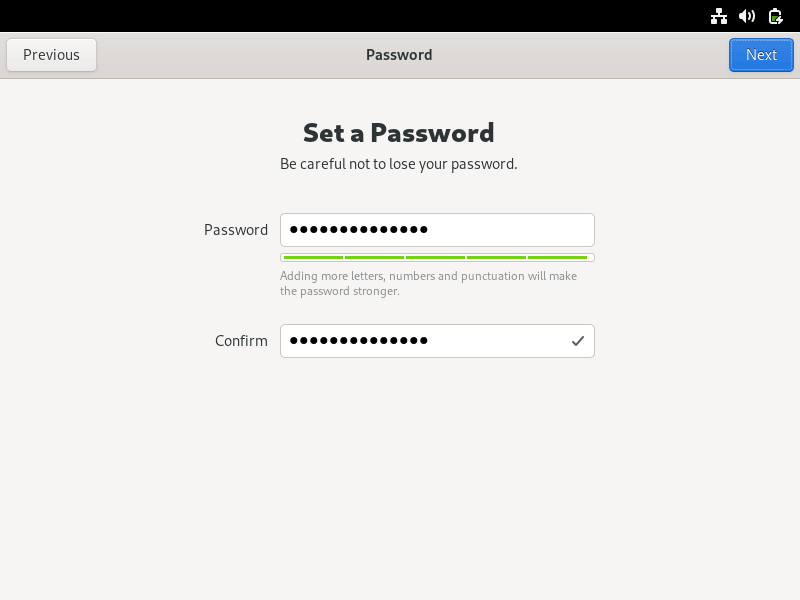 Previous
Password
Next
Set a Password
Be careful not to lose your password.
Password
●●●●●●●●●●●●●●
Adding more letters, numbers and punctuation will make
the password stronger.
Confirm
●●●●●●●●●●●●●●